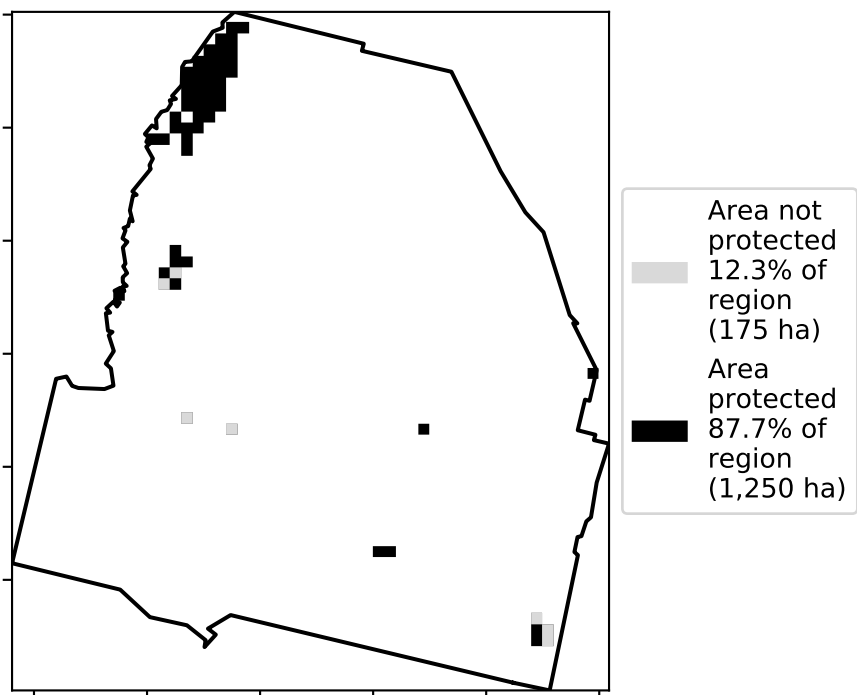 Area not
protected
12.3% of
region
(175 ha)
Area
protected
87.7% of
region
(1,250 ha)